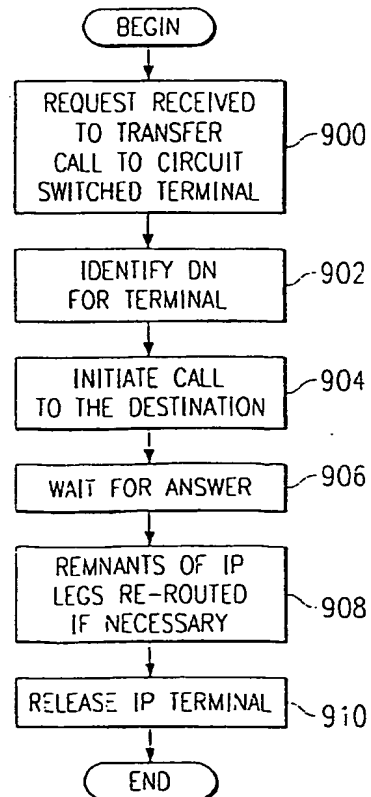 BEGIN
REQUEST RECEIVED
TO TRANSFER
CALL TO CIRCUIT
SWITCHED TERMINAL
900
IDENTIFY DN
FOR TERMINAL
902
INITIATE CALL
TO THE DESTINATION
904
WAIT FOR ANSWER
906
REMNANTS OF IP
LEGS RE-ROUTED
IF NECESSARY
908
RELEASE IP TERMINAL
910
END